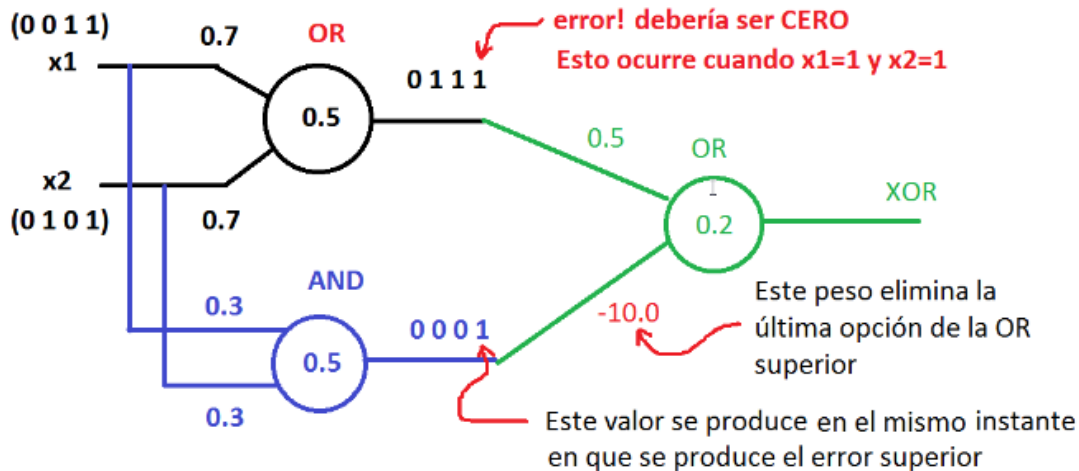 (0 0 1 1)
x1
0.7
OR
0.5
0 1 1 1
error! debería ser CERO
Esto ocurre cuando x1=1 y x2=1
x2
(0 1 0 1)
0.7
0.5
OR
0.2
XOR
AND
0.3
0.5
0.3
0 0 0 1
-10.0
Este peso elimina la
última opción de la OR
superior
Este valor se produce en el mismo instante
en que se produce el error superior